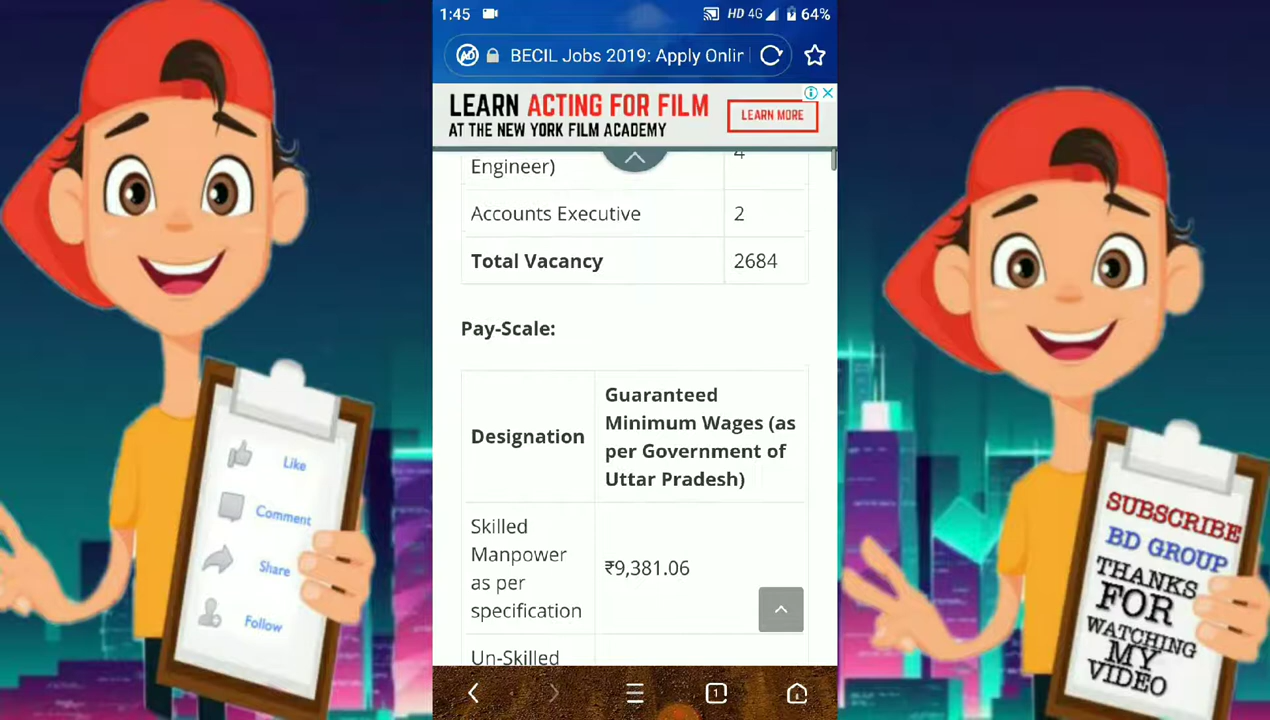 1:45
HD 4G
64%
AD
BECIL Jobs 2019: Apply Onlin
LEARN ACTING FOR FILM
AT THE NEW YORK FILM ACADEMY
LEARN MORE
Engineer)
4
Accounts Executive
2
Total Vacancy
2684
Pay-Scale:
Designation
Guaranteed
Minimum Wages (as
per Government of
Uttar Pradesh)
Skilled
Manpower
as per
specification
₹9,381.06
Un-Skilled
1
Like
Comment
Share
Follow
SUBSCRIBE
BD GROUP
THANKS
FOR
WATCHING
MY
VIDEO